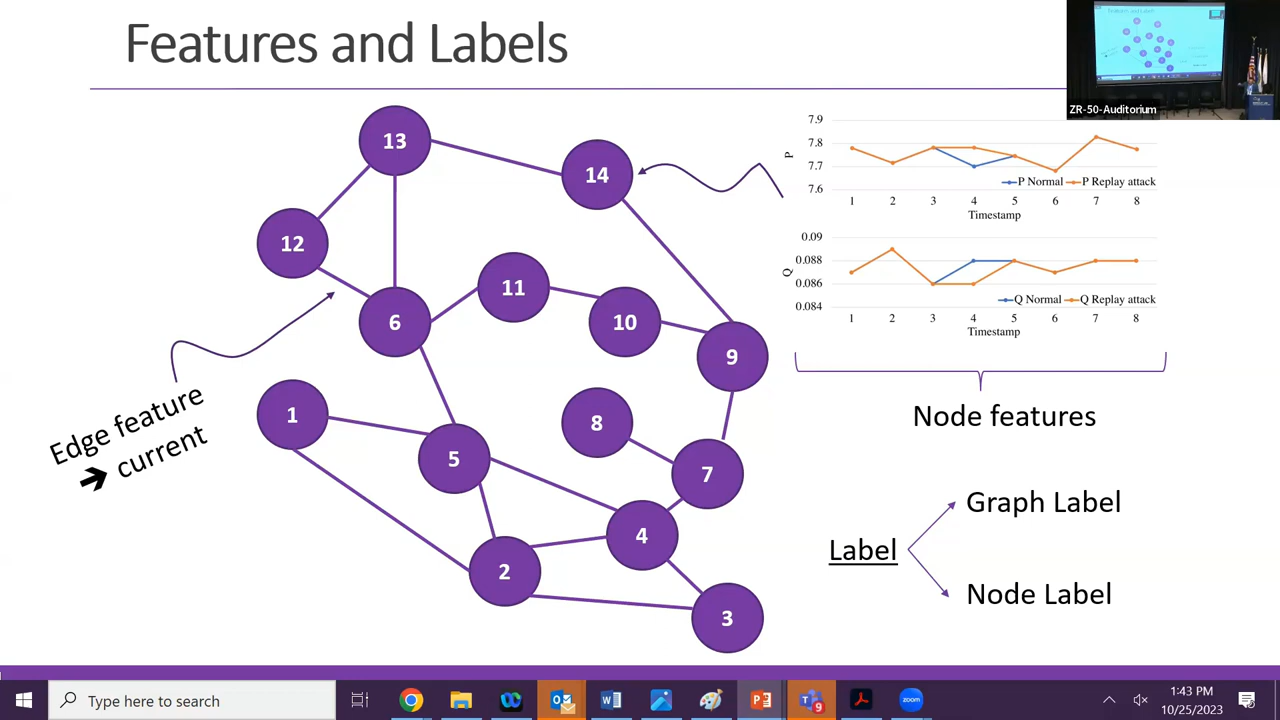 Features and Labels
ZR-50-Auditorium
13
14
12
11
6
10
9
1
8
5
7
4
2
3
Edge feature
➔ current
7.9
7.8
7.7
7.6
P
P Normal P Replay attack
1 2 3 4 5 6 7 8
Timestamp
0.09
0.088
0.086
0.084
Q
Q Normal Q Replay attack
1 2 3 4 5 6 7 8
Timestamp
Node features
Graph Label
Label
Node Label
Type here to search
9
1:43 PM
10/25/2023